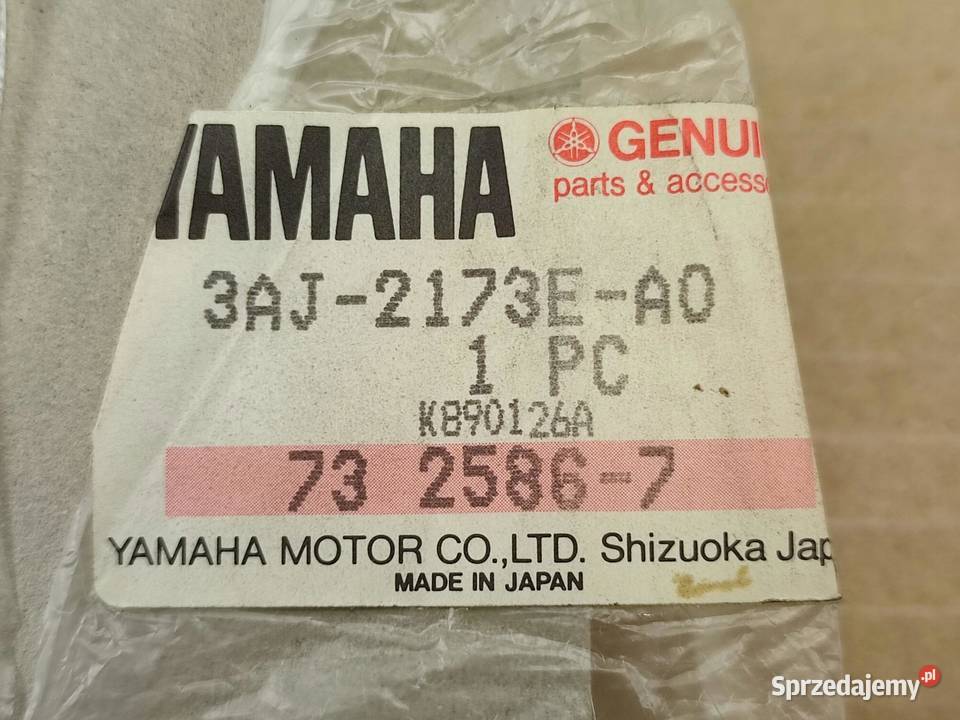 YAMAHA
GENUI
parts & access
3AJ-2173E-A0
1 PC
K890126A
73 2586-7
YAMAHA MOTOR CO.,LTD. Shizuoka Jap
MADE IN JAPAN
Sprzedajemy.pl